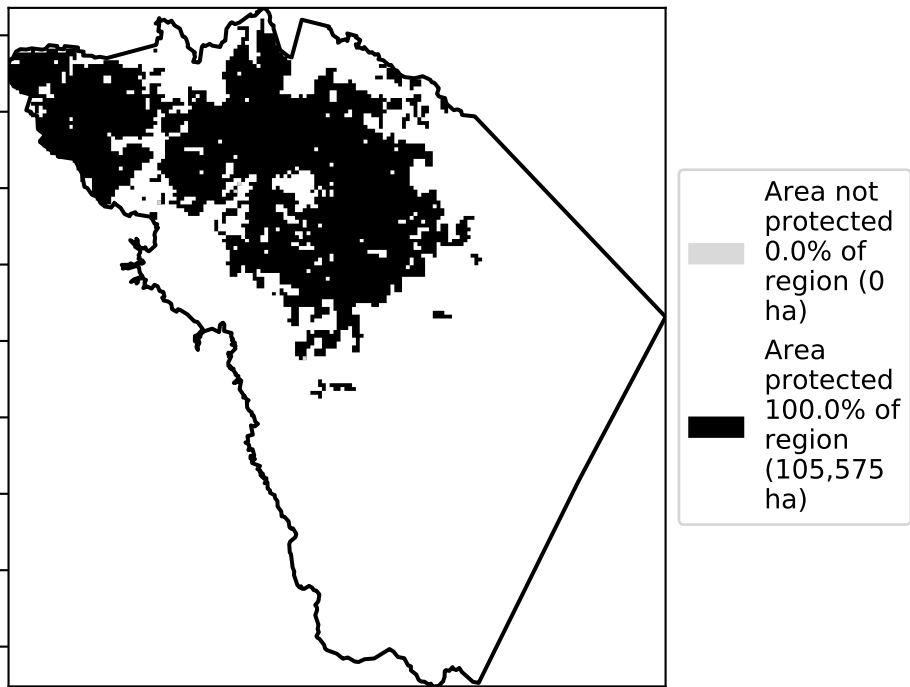 Area not
protected
0.0% of
region (0
ha)
Area
protected
100.0% of
region
(105,575
ha)